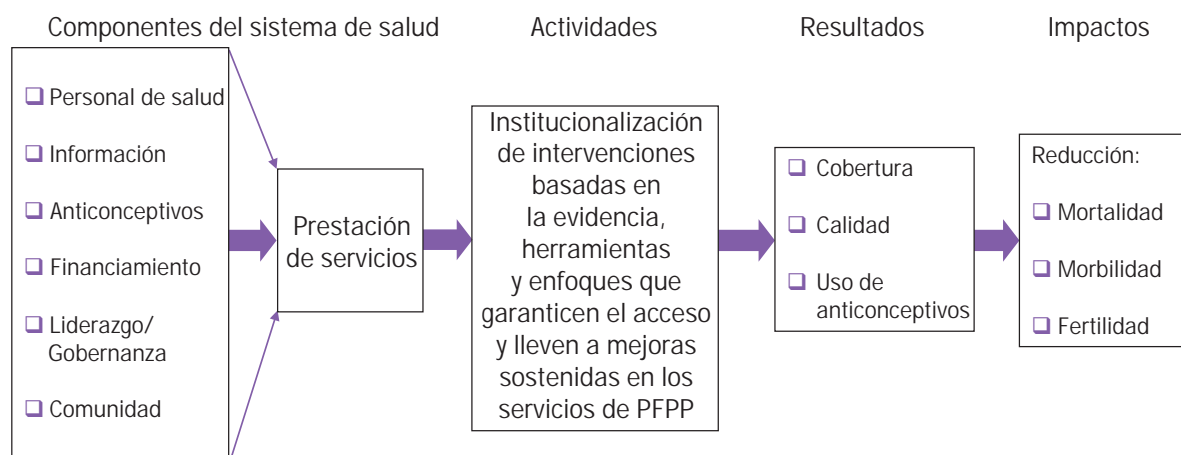 Componentes del sistema de salud
Actividades
Resultados
Impactos
Personal de salud
Información
Anticonceptivos
Financiamiento
Liderazgo/
Gobernanza
Comunidad
Prestación
de servicios
Institucionalización
de intervenciones
basadas en
la evidencia,
herramientas
y enfoques que
garanticen el acceso
y lleven a mejoras
sostenidas en los
servicios de PFPP
Cobertura
Calidad
Uso de
anticonceptivos
Reducción:
Mortalidad
Morbilidad
Fertilidad